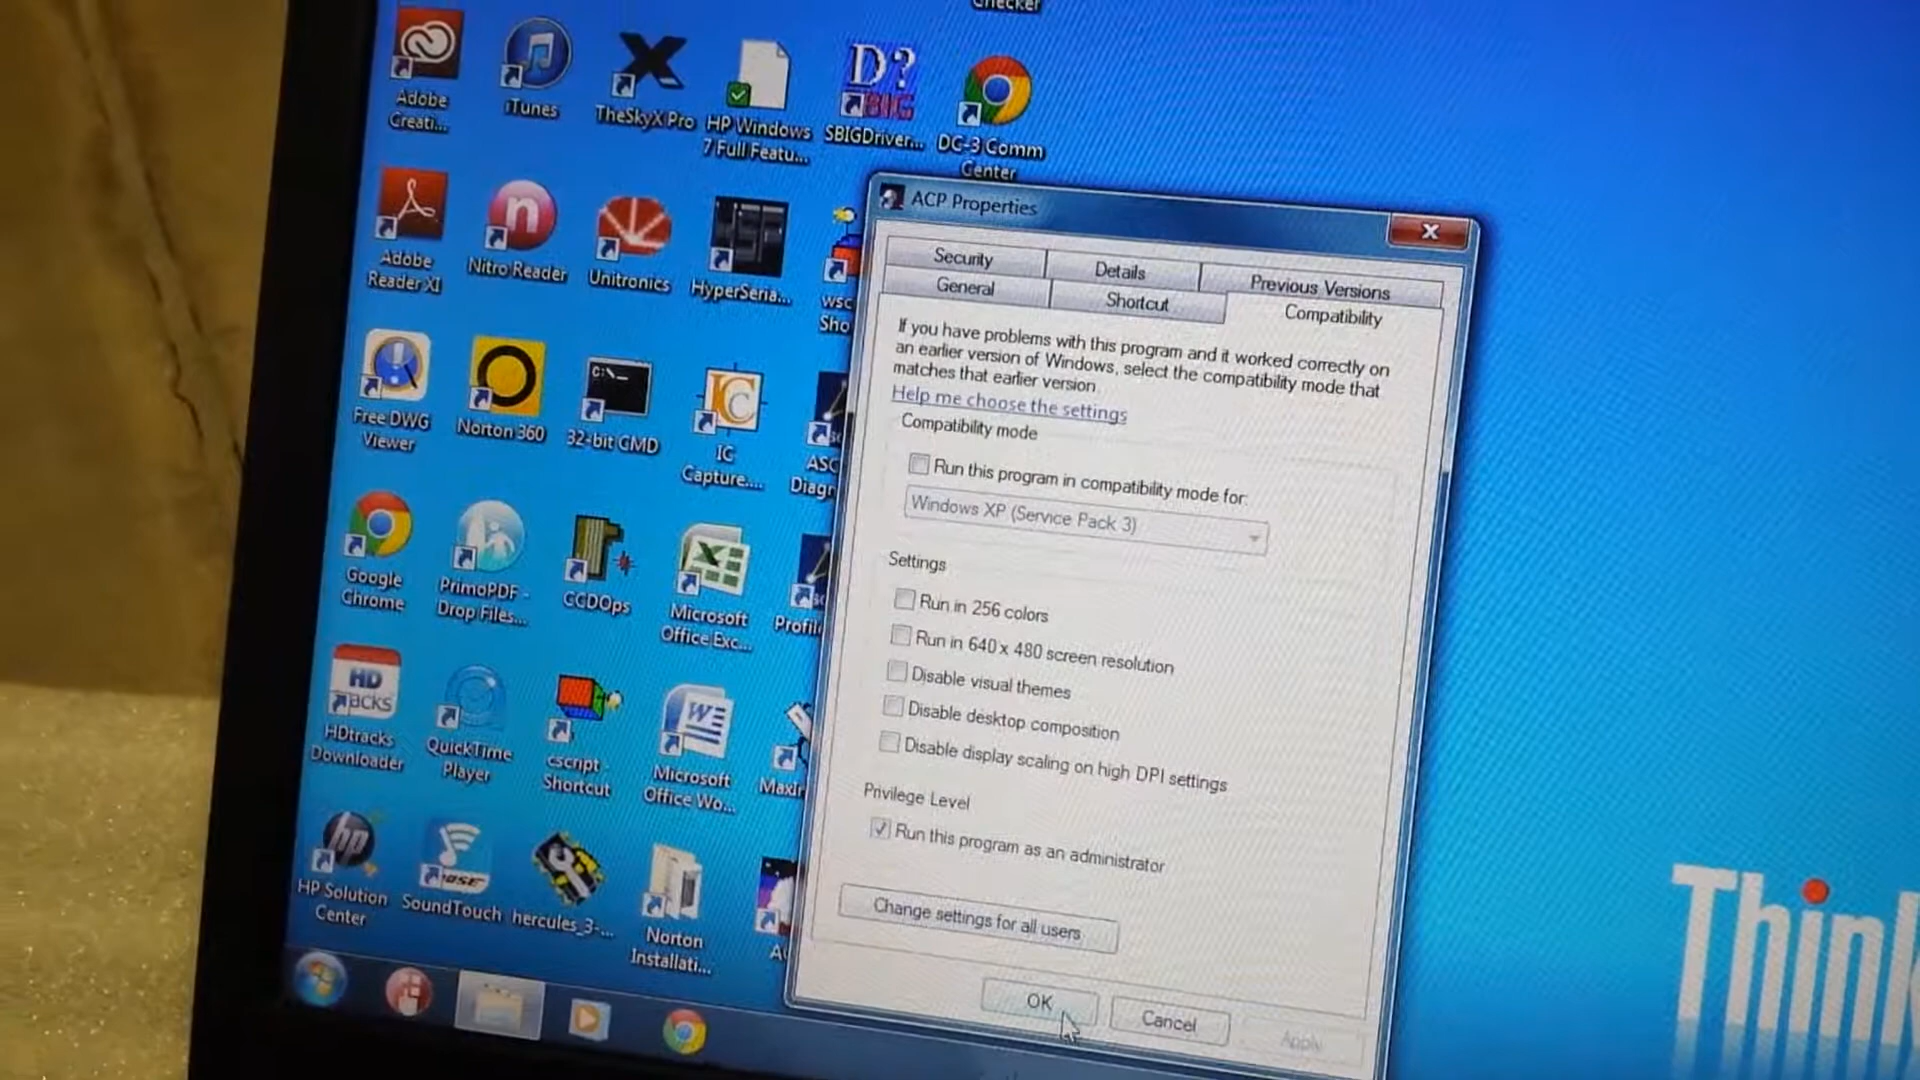 Checker
Adobe
Creati...
iTunes
TheSkyX Pro
HP Windows
7 Full Featu...
D?
BIG
SBIGDriver...
DC-3 Comm
Center
Adobe
Reader XI
n
Nitro Reader
Unitronics
HyperSeria...
wsc
Sho
Free DWG
Viewer
Norton 360
C:\_
32-bit CMD
IC
Capture....
ASC
Diagn
Google
Chrome
PrimoPDF -
Drop Files...
CCDOps
Microsoft
Office Exc...
Profile
HD
HDtracks
Downloader
QuickTime
Player
cscript -
Shortcut
W
Microsoft
Office Wo...
MaxIm
hp
HP Solution
Center
SoundTouch
hercules_3-...
Norton
Installati...
ACP Properties
Security
Details
Previous Versions
General
Shortcut
Compatibility
If you have problems with this program and it worked correctly on
an earlier version of Windows, select the compatibility mode that
matches that earlier version.
Help me choose the settings
Compatibility mode
Run this program in compatibility mode for:
Windows XP (Service Pack 3)
Settings
Run in 256 colors
Run in 640 x 480 screen resolution
Disable visual themes
Disable desktop composition
Disable display scaling on high DPI settings
Privilege Level
Run this program as an administrator
Change settings for all users
OK
Cancel
Apply
Think